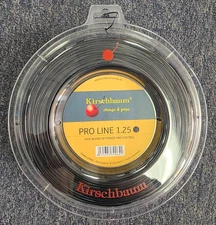 Kirschbaum®
strings & grips
PRO LINE 1.25
Kirschbaum